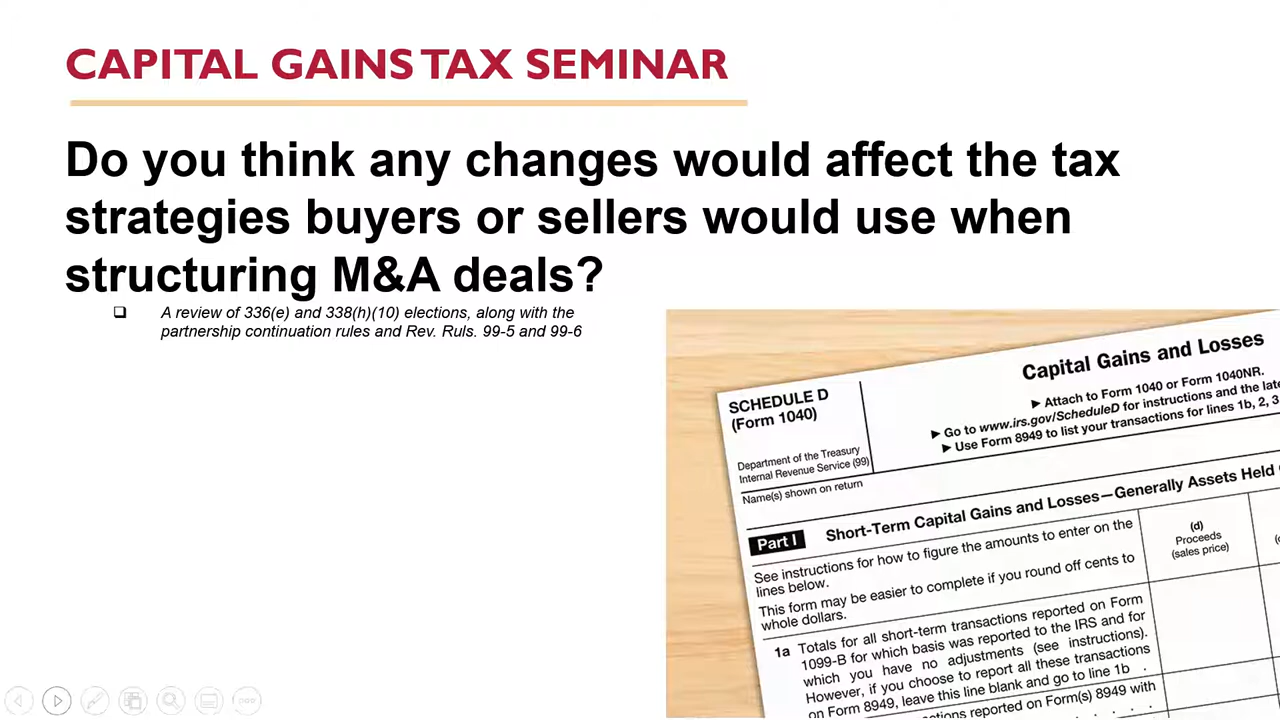 CAPITAL GAINS TAX SEMINAR
Do you think any changes would affect the tax
strategies buyers or sellers would use when
structuring M&A deals?
❑ A review of 336(e) and 338(h)(10) elections, along with the
partnership continuation rules and Rev. Ruls. 99-5 and 99-6
Capital Gains and Losses
SCHEDULE D
(Form 1040)
► Attach to Form 1040 or Form 1040NR.
► Go to www.irs.gov/ScheduleD for instructions and the
► Use Form 8949 to list your transactions for lines 1b, 2, 3
Department of the Treasury
Internal Revenue Service (99)
Name(s) shown on return
Part I Short-Term Capital Gains and Losses—Generally Assets Held
See instructions for how to figure the amounts to enter on the
lines below.
This form may be easier to complete if you round off cents to
whole dollars.
(d)
Proceeds
(sales price)
1a Totals for all short-term transactions reported on Form
1099-B for which basis was reported to the IRS and for
which you have no adjustments (see instructions).
However, if you choose to report all these transactions
on Form 8949, leave this line blank and go to line 1b .
reported on Form(s) 8949 with